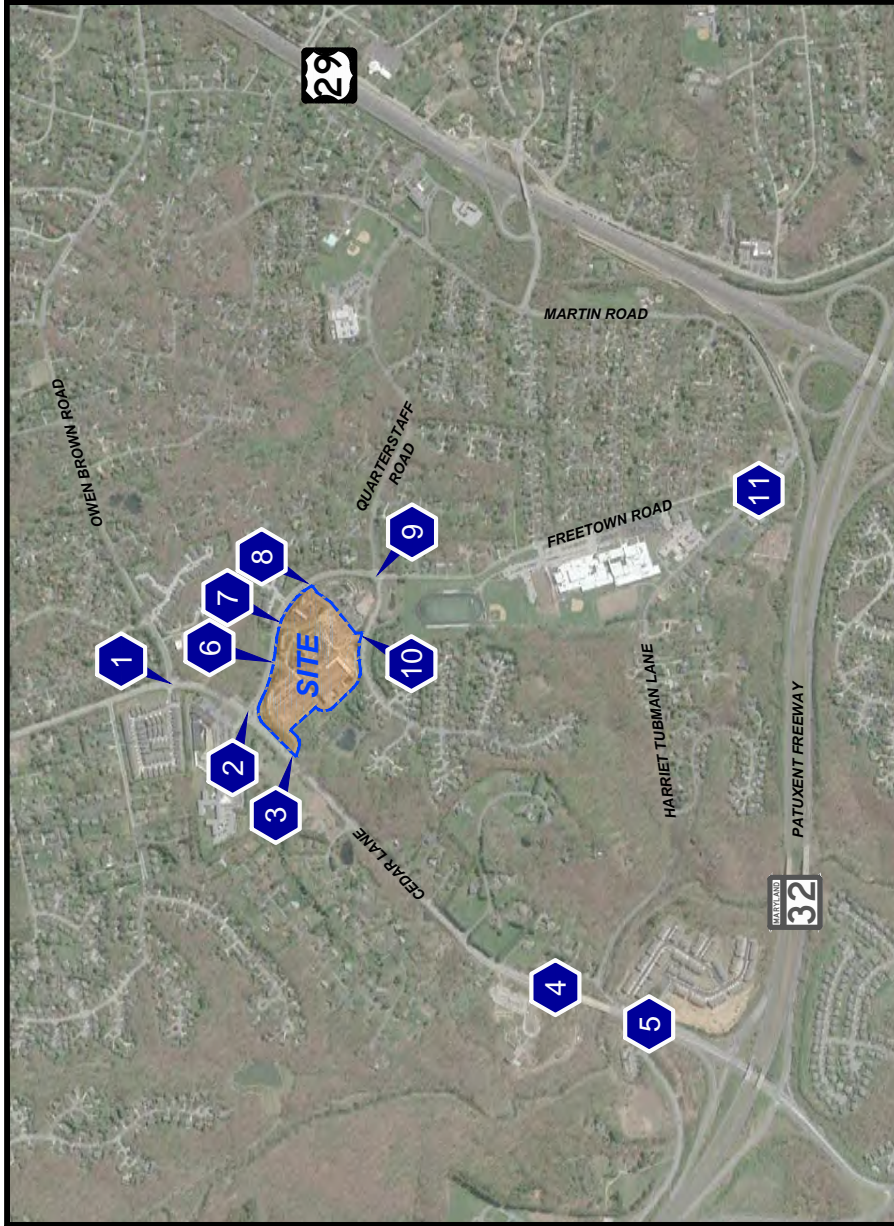 29
OWEN BROWN ROAD
MARTIN ROAD
QUARTERSTAFF
ROAD
1
2
3
4
5
6
7
8
9
10
11
SITE
FREETOWN ROAD
CEDAR LANE
HARRIET TUBMAN LANE
PATUXENT FREEWAY
MARYLAND
32